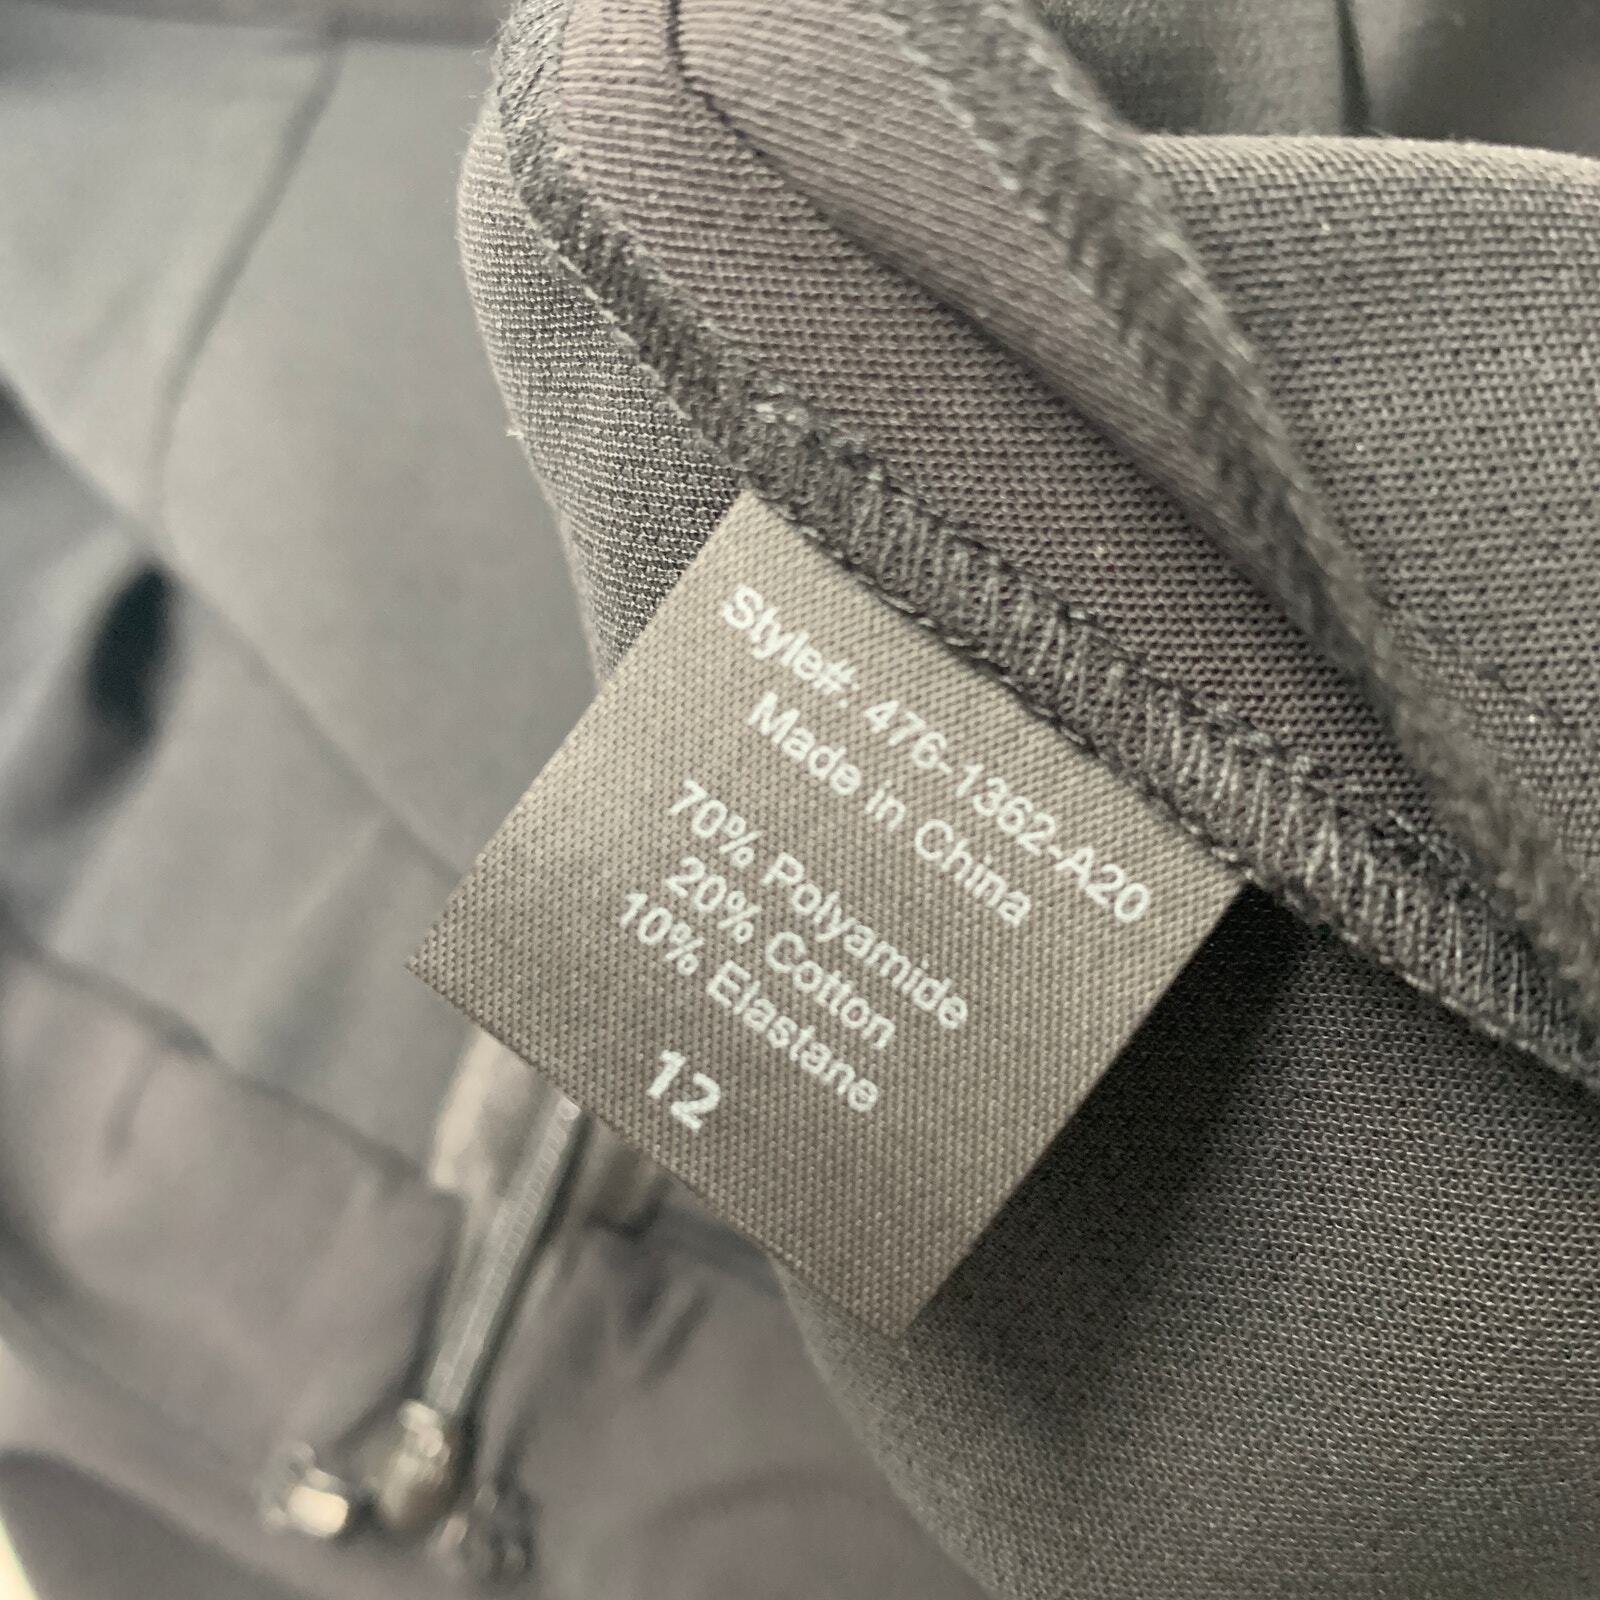 Style#: 476-1362-A20
Made in China
70% Polyamide
20% Cotton
10% Elastane
12